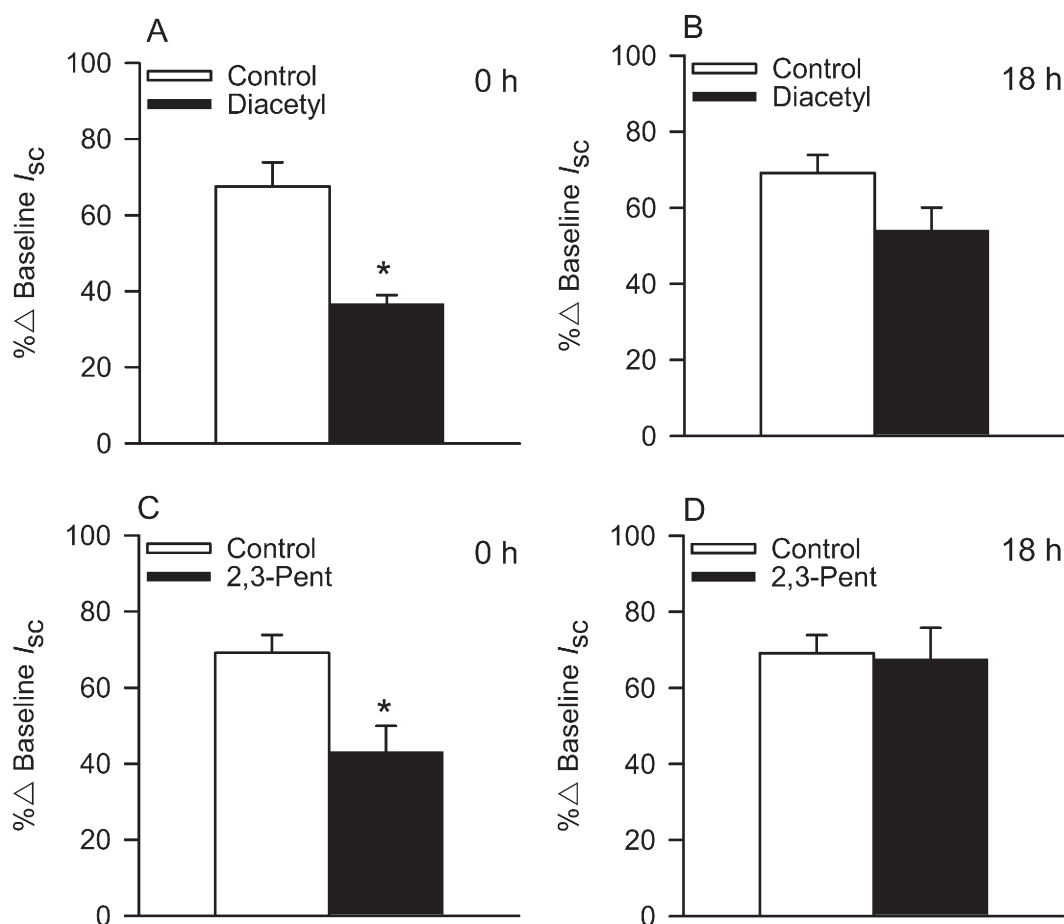 A
100
80
60
40
20
0
%△ Baseline Isc
Control
Diacetyl
0 h
*
B
100
80
60
40
20
0
%△ Baseline Isc
Control
Diacetyl
18 h
C
100
80
60
40
20
0
%△ Baseline Isc
Control
2,3-Pent
0 h
*
D
100
80
60
40
20
0
%△ Baseline Isc
Control
2,3-Pent
18 h